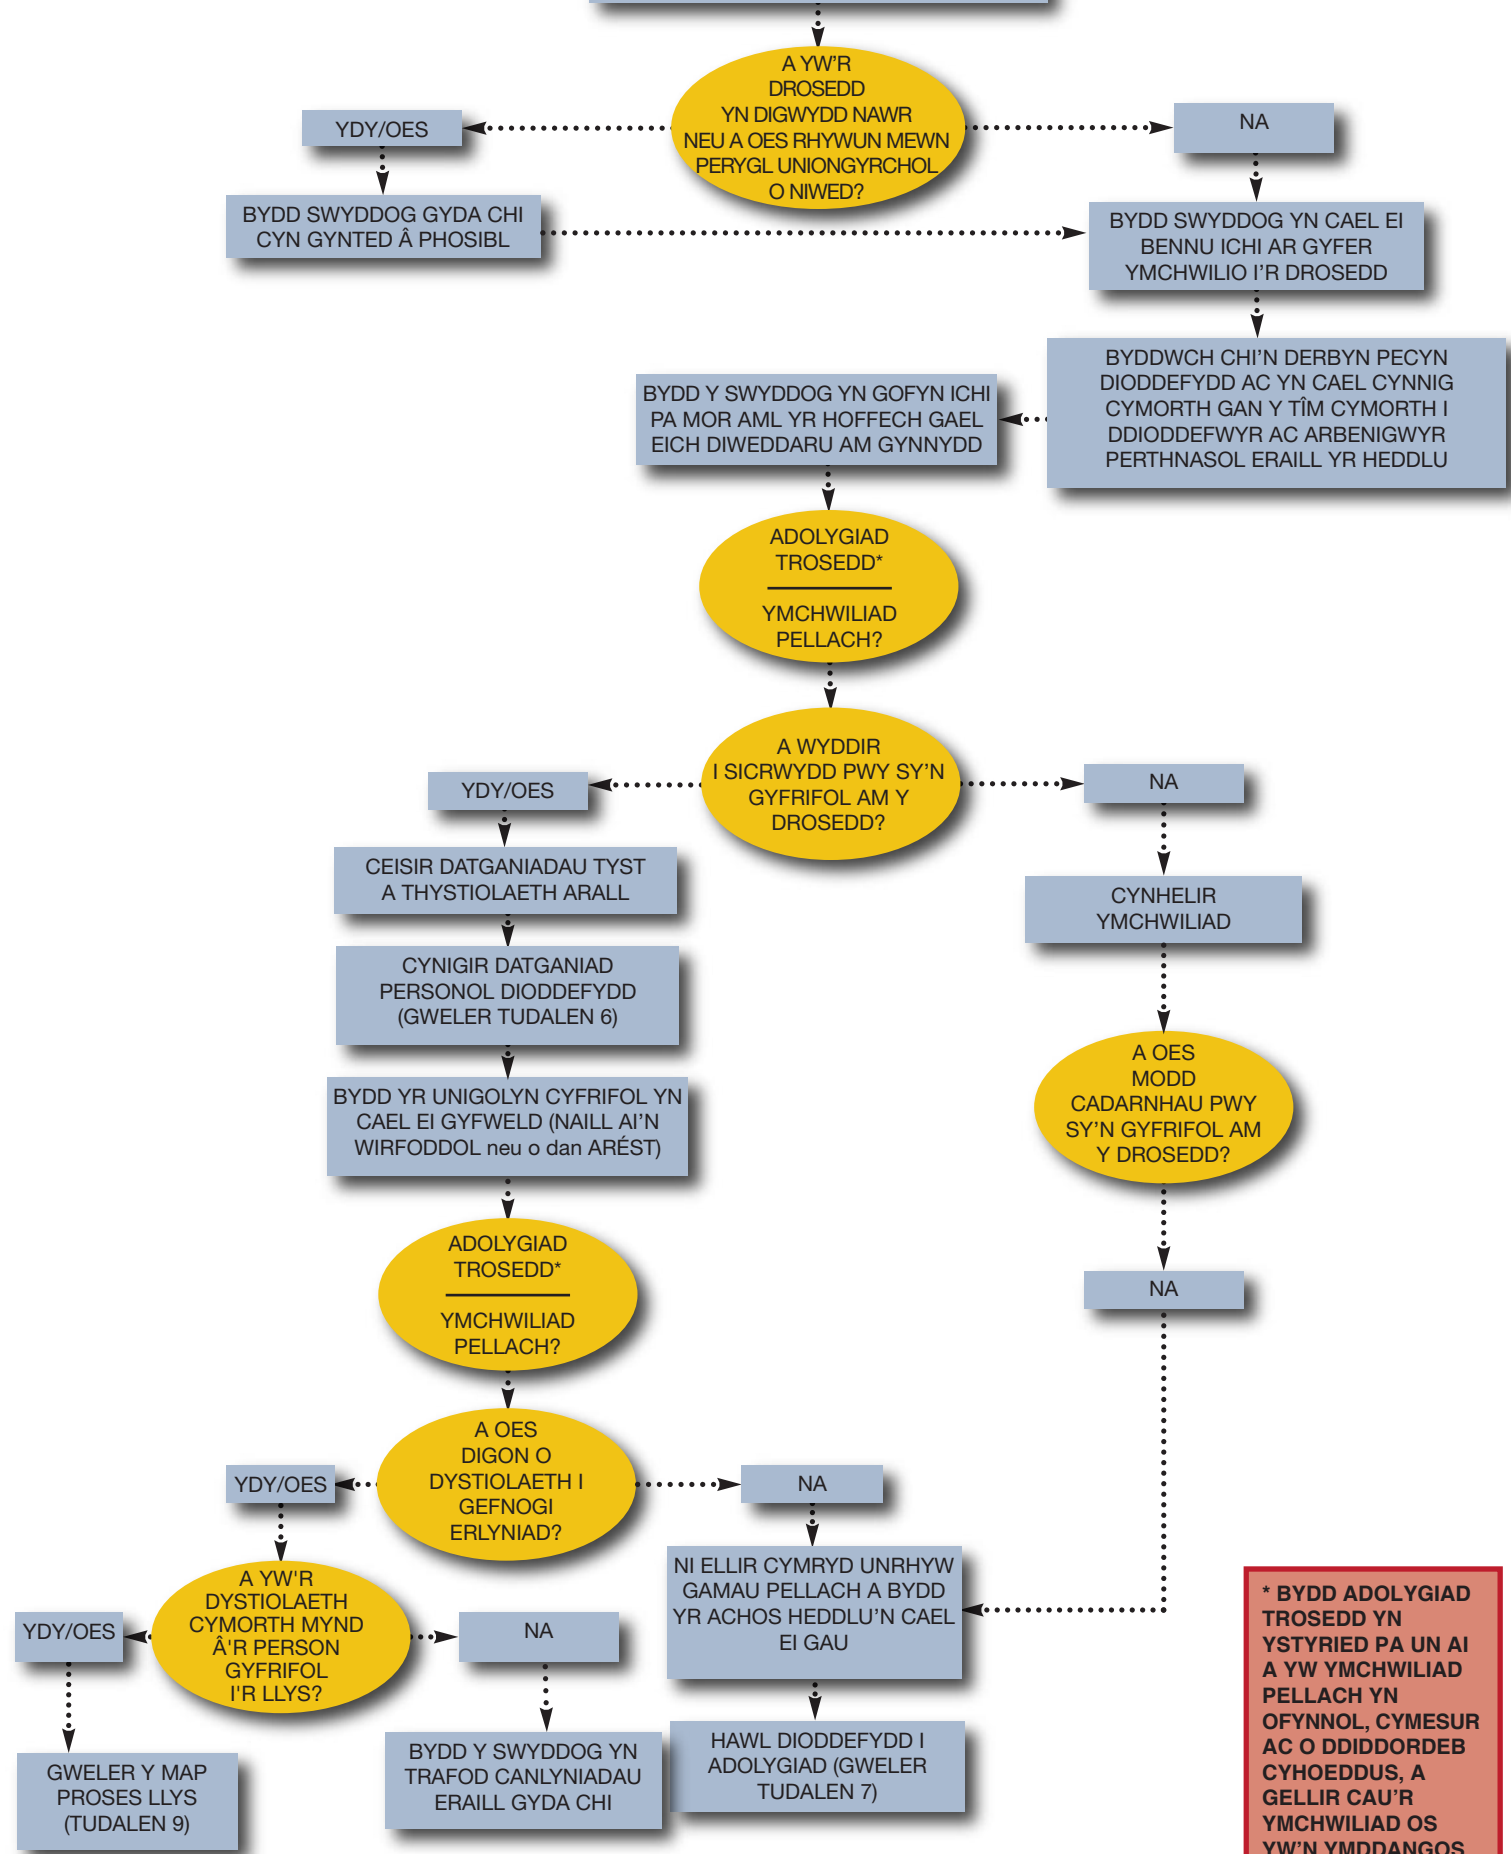 A YW'R
DROSEDD
YN DIGWYDD NAWR
NEU A OES RHYWUN MEWN
PERYGL UNIONGYRCHOL
O NIWED?
YDY/OES
NA
BYDD SWYDDOG GYDA CHI
CYN GYNTED Â PHOSIBL
BYDD SWYDDOG YN CAEL EI
BENNU ICHI AR GYFER
YMCHWILIO I'R DROSEDD
BYDDWCH CHI'N DERBYN PECYN
DIODDEFYDD AC YN CAEL CYNNIG
CYMORTH GAN Y TÎM CYMORTH I
DDIODDEFWYR AC ARBENIGWYR
PERTHNASOL ERAILL YR HEDDLU
BYDD Y SWYDDOG YN GOFYN ICHI
PA MOR AML YR HOFFECH GAEL
EICH DIWEDDARU AM GYNNYDD
ADOLYGIAD
TROSEDD*
YMCHWILIAD
PELLACH?
A WYDDIR
I SICRWYDD PWY SY'N
GYFRIFOL AM Y
DROSEDD?
YDY/OES
NA
CEISIR DATGANIADAU TYST
A THYSTIOLAETH ARALL
CYNHELIR
YMCHWILIAD
CYNIGIR DATGANIAD
PERSONOL DIODDEFYDD
(GWELER TUDALEN 6)
A OES
MODD
CADARNHAU PWY
SY'N GYFRIFOL AM
Y DROSEDD?
BYDD YR UNIGOLYN CYFRIFOL YN
CAEL EI GYFWELD (NAILL AI'N
WIRFODDOL neu o dan ARÉST)
ADOLYGIAD
TROSEDD*
YMCHWILIAD
PELLACH?
NA
A OES
DIGON O
DYSTIOLAETH I
GEFNOGI
ERLYNIAD?
YDY/OES
NA
NI ELLIR CYMRYD UNRHYW
GAMAU PELLACH A BYDD
YR ACHOS HEDDLU'N CAEL
EI GAU
A YW'R
DYSTIOLAETH
CYMORTH MYND
Â'R PERSON
GYFRIFOL
I'R LLYS?
YDY/OES
NA
GWELER Y MAP
PROSES LLYS
(TUDALEN 9)
BYDD Y SWYDDOG YN
TRAFOD CANLYNIADAU
ERAILL GYDA CHI
HAWL DIODDEFYDD I
ADOLYGIAD (GWELER
TUDALEN 7)
* BYDD ADOLYGIAD
TROSEDD YN
YSTYRIED PA UN AI
A YW YMCHWILIAD
PELLACH YN
OFYNNOL, CYMESUR
AC O DDIDDORDEB
CYHOEDDUS, A
GELLIR CAU'R
YMCHWILIAD OS
YW'N YMDDANGOS